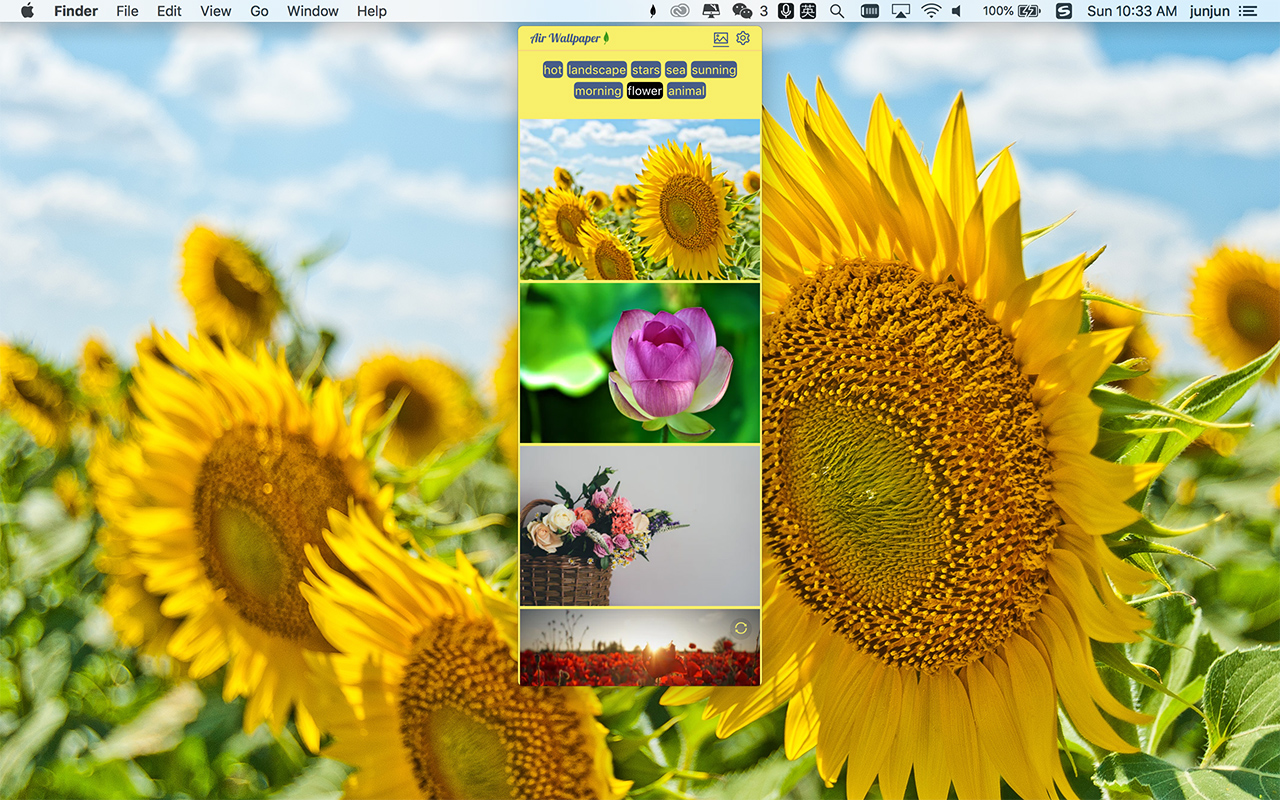 Finder File Edit View Go Window Help 3 英 100% S Sun 10:33 AM junjun
Air Wallpaper
hot landscape stars sea sunning
morning flower animal